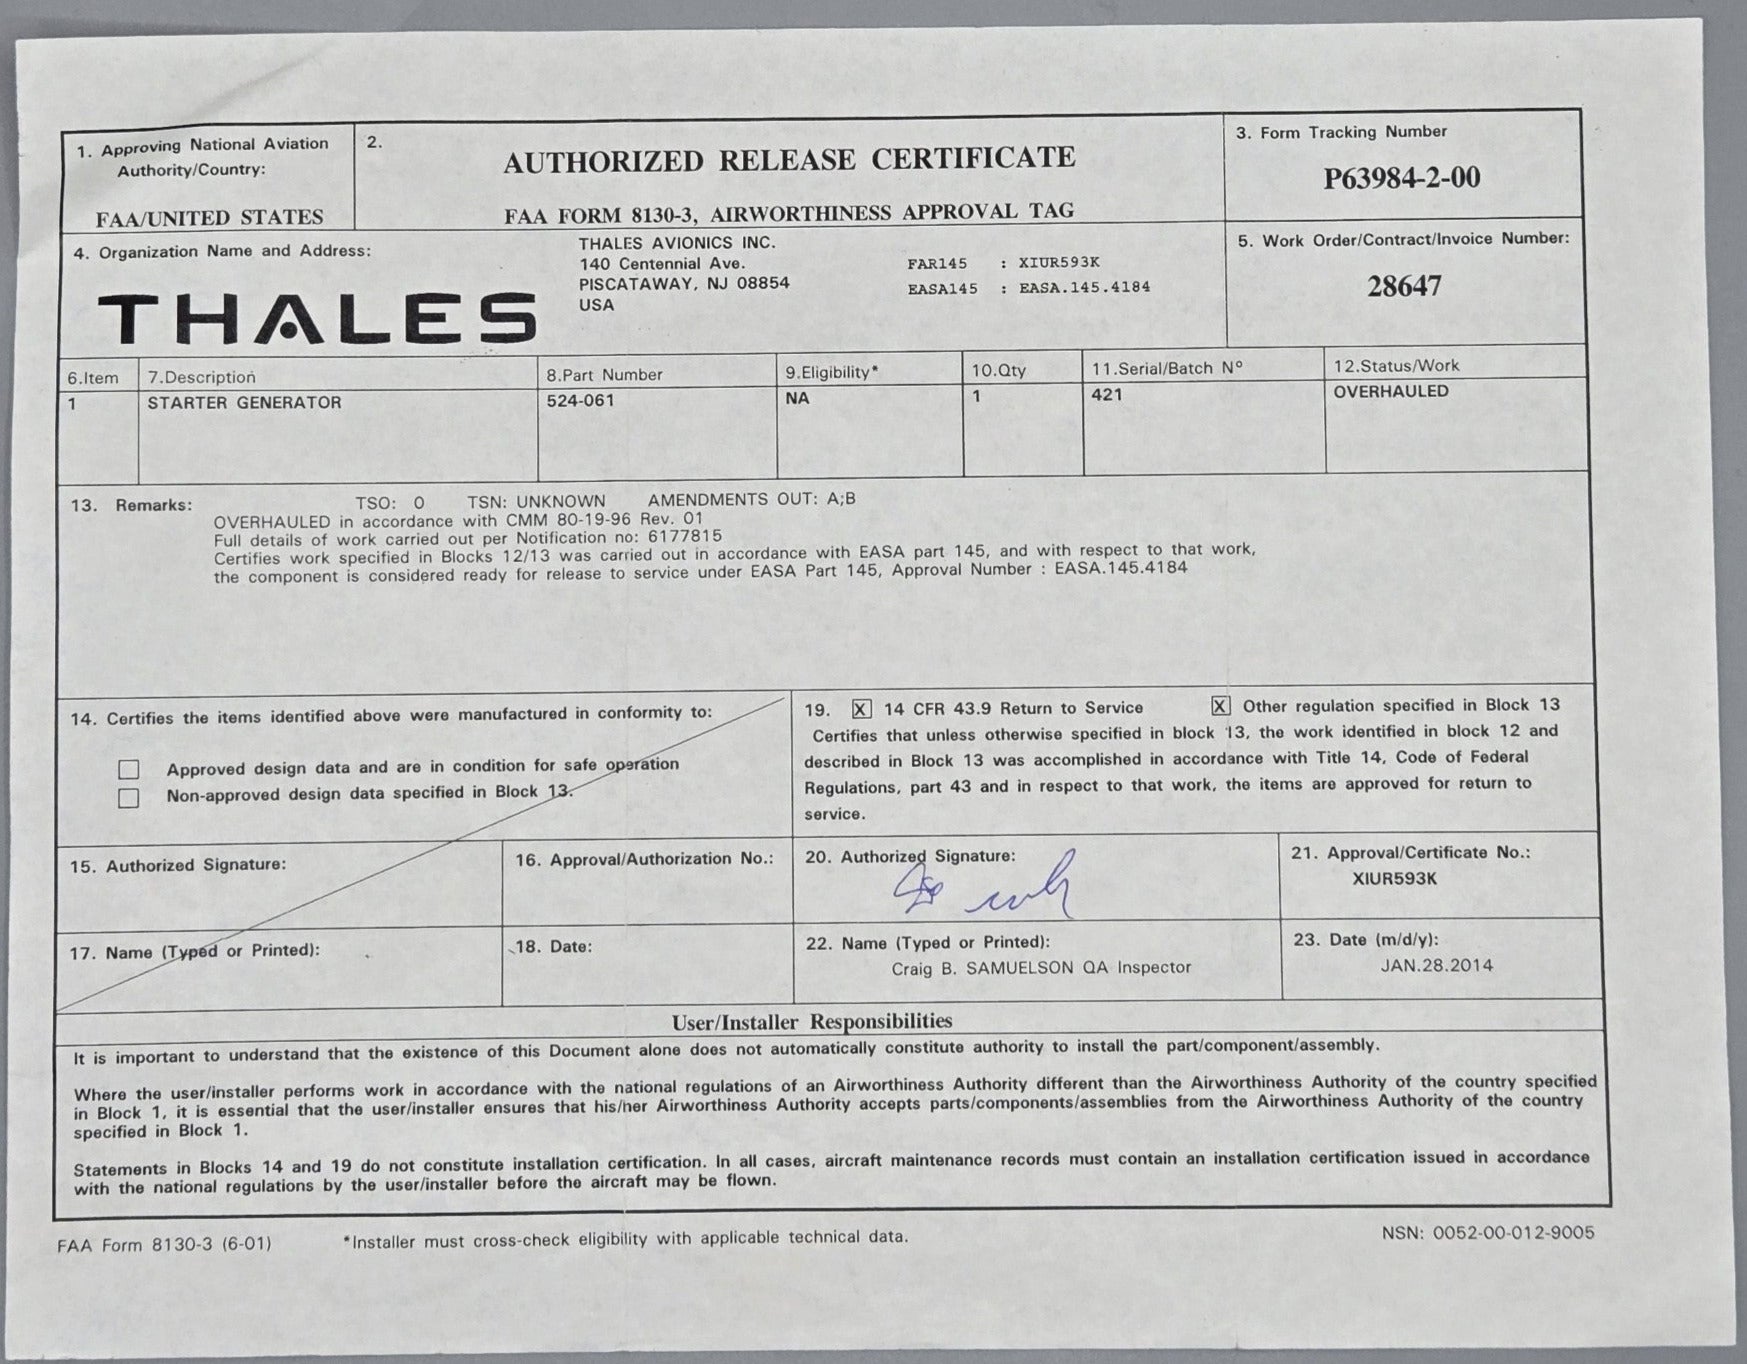 1. Approving National Aviation
Authority/Country:
FAA/UNITED STATES
2.
AUTHORIZED RELEASE CERTIFICATE
FAA FORM 8130-3, AIRWORTHINESS APPROVAL TAG
3. Form Tracking Number
P63984-2-00
4. Organization Name and Address:
THALES
THALES AVIONICS INC.
140 Centennial Ave.
PISCATAWAY, NJ 08854
USA
FAR145 : XIUR593K
EASA145 : EASA.145.4184
5. Work Order/Contract/Invoice Number:
28647
6.Item 7.Description 8.Part Number 9.Eligibility* 10.Qty 11.Serial/Batch Nº 12.Status/Work
1 STARTER GENERATOR 524-061 NA 1 421 OVERHAULED
13. Remarks: TSO: 0 TSN: UNKNOWN AMENDMENTS OUT: A;B
OVERHAULED in accordance with CMM 80-19-96 Rev. 01
Full details of work carried out per Notification no: 6177815
Certifies work specified in Blocks 12/13 was carried out in accordance with EASA part 145, and with respect to that work,
the component is considered ready for release to service under EASA Part 145, Approval Number : EASA.145.4184
14. Certifies the items identified above were manufactured in conformity to:
Approved design data and are in condition for safe operation
Non-approved design data specified in Block 13.
19. X 14 CFR 43.9 Return to Service X Other regulation specified in Block 13
Certifies that unless otherwise specified in block 13, the work identified in block 12 and
described in Block 13 was accomplished in accordance with Title 14, Code of Federal
Regulations, part 43 and in respect to that work, the items are approved for return to
service.
15. Authorized Signature:
16. Approval/Authorization No.:
20. Authorized Signature:
21. Approval/Certificate No.:
XIUR593K
17. Name (Typed or Printed):
18. Date:
22. Name (Typed or Printed):
Craig B. SAMUELSON QA Inspector
23. Date (m/d/y):
JAN.28.2014
User/Installer Responsibilities
It is important to understand that the existence of this Document alone does not automatically constitute authority to install the part/component/assembly.
Where the user/installer performs work in accordance with the national regulations of an Airworthiness Authority different than the Airworthiness Authority of the country specified
in Block 1, it is essential that the user/installer ensures that his/her Airworthiness Authority accepts parts/components/assemblies from the Airworthiness Authority of the country
specified in Block 1.
Statements in Blocks 14 and 19 do not constitute installation certification. In all cases, aircraft maintenance records must contain an installation certification issued in accordance
with the national regulations by the user/installer before the aircraft may be flown.
FAA Form 8130-3 (6-01) *Installer must cross-check eligibility with applicable technical data. NSN: 0052-00-012-9005